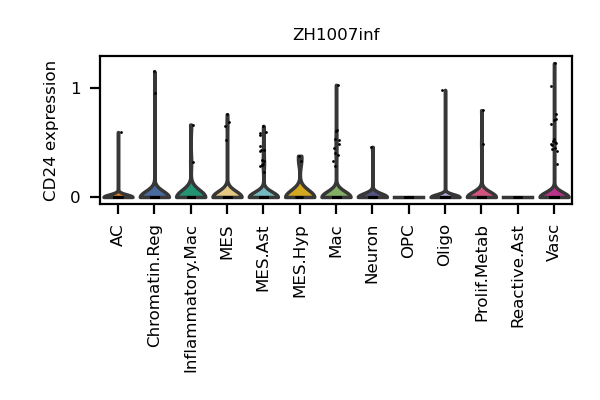 ZH1007inf
CD24 expression
1
0
AC
Chromatin.Reg
Inflammatory.Mac
MES
MES.Ast
MES.Hyp
Mac
Neuron
OPC
Oligo
Prolif.Metab
Reactive.Ast
Vasc